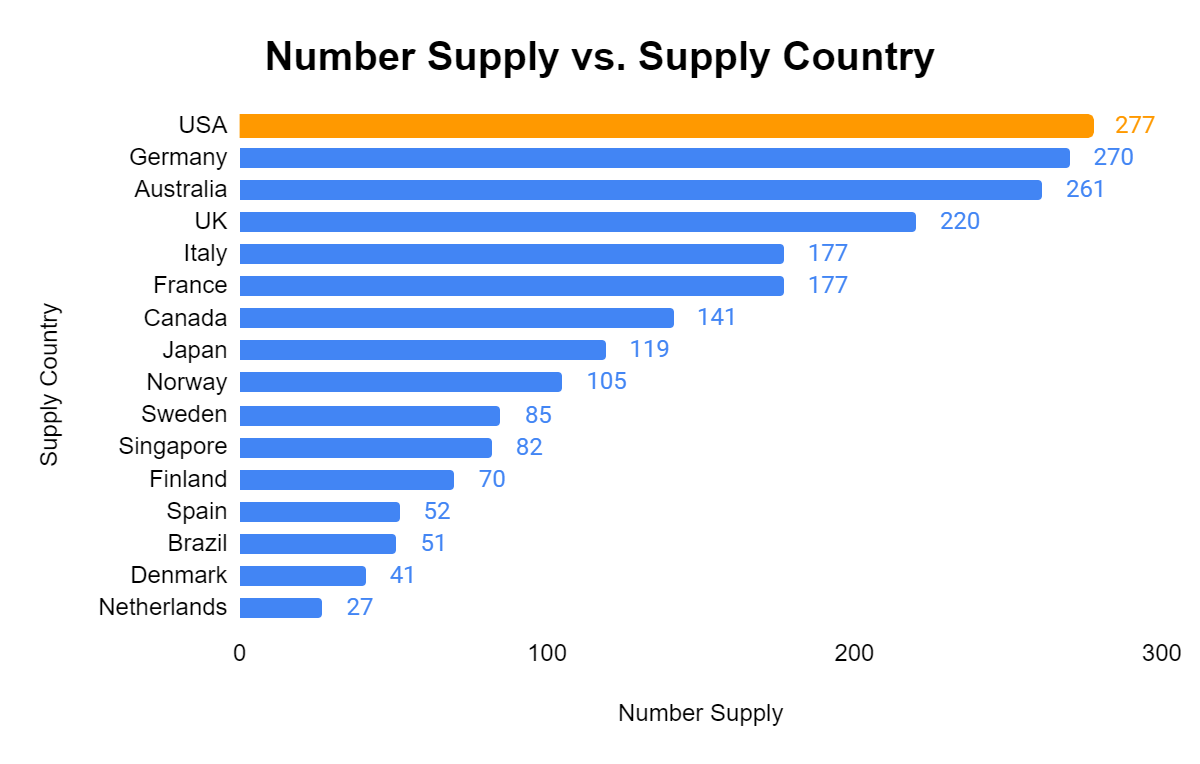 Number Supply vs. Supply Country
Supply Country
USA 277
Germany 270
Australia 261
UK 220
Italy 177
France 177
Canada 141
Japan 119
Norway 105
Sweden 85
Singapore 82
Finland 70
Spain 52
Brazil 51
Denmark 41
Netherlands 27
0 100 200 300
Number Supply